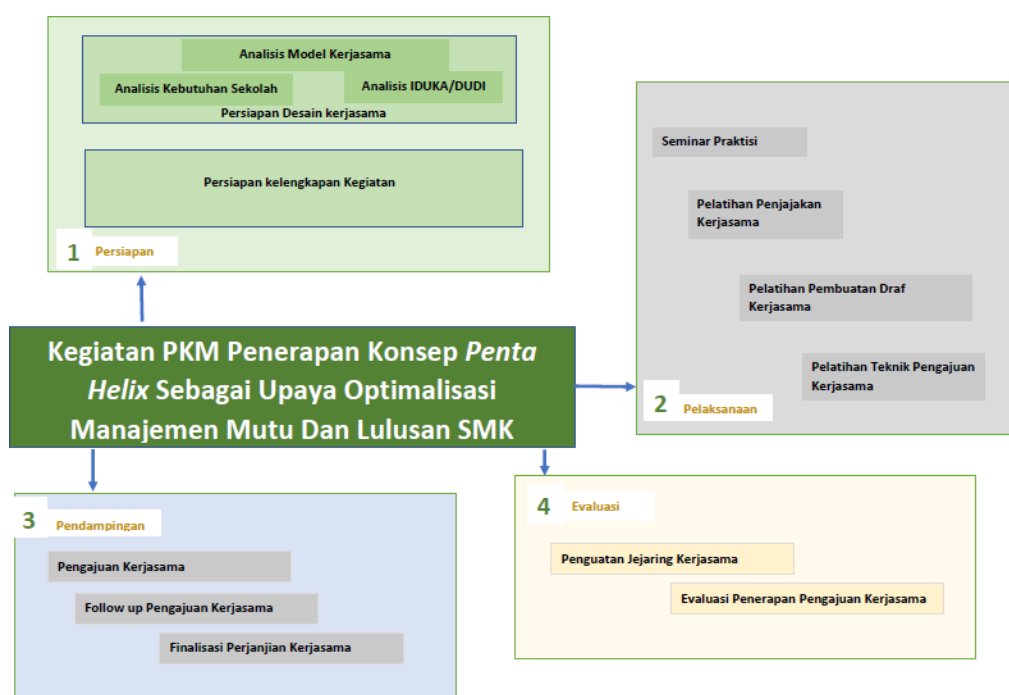 Analisis Model Kerjasama
Analisis Kebutuhan Sekolah
Analisis IDUKA/DUDI
Persiapan Desain kerjasama
Persiapan kelengkapan Kegiatan
1 Persiapan
Seminar Praktisi
Pelatihan Penjajakan
Kerjasama
Pelatihan Pembuatan Draf
Kerjasama
Pelatihan Teknik Pengajuan
Kerjasama
2 Pelaksanaan
Kegiatan PKM Penerapan Konsep Penta
Helix Sebagai Upaya Optimalisasi
Manajemen Mutu Dan Lulusan SMK
3 Pendampingan
Pengajuan Kerjasama
Follow up Pengajuan Kerjasama
Finalisasi Perjanjian Kerjasama
4 Evaluasi
Penguatan Jejaring Kerjasama
Evaluasi Penerapan Pengajuan Kerjasama